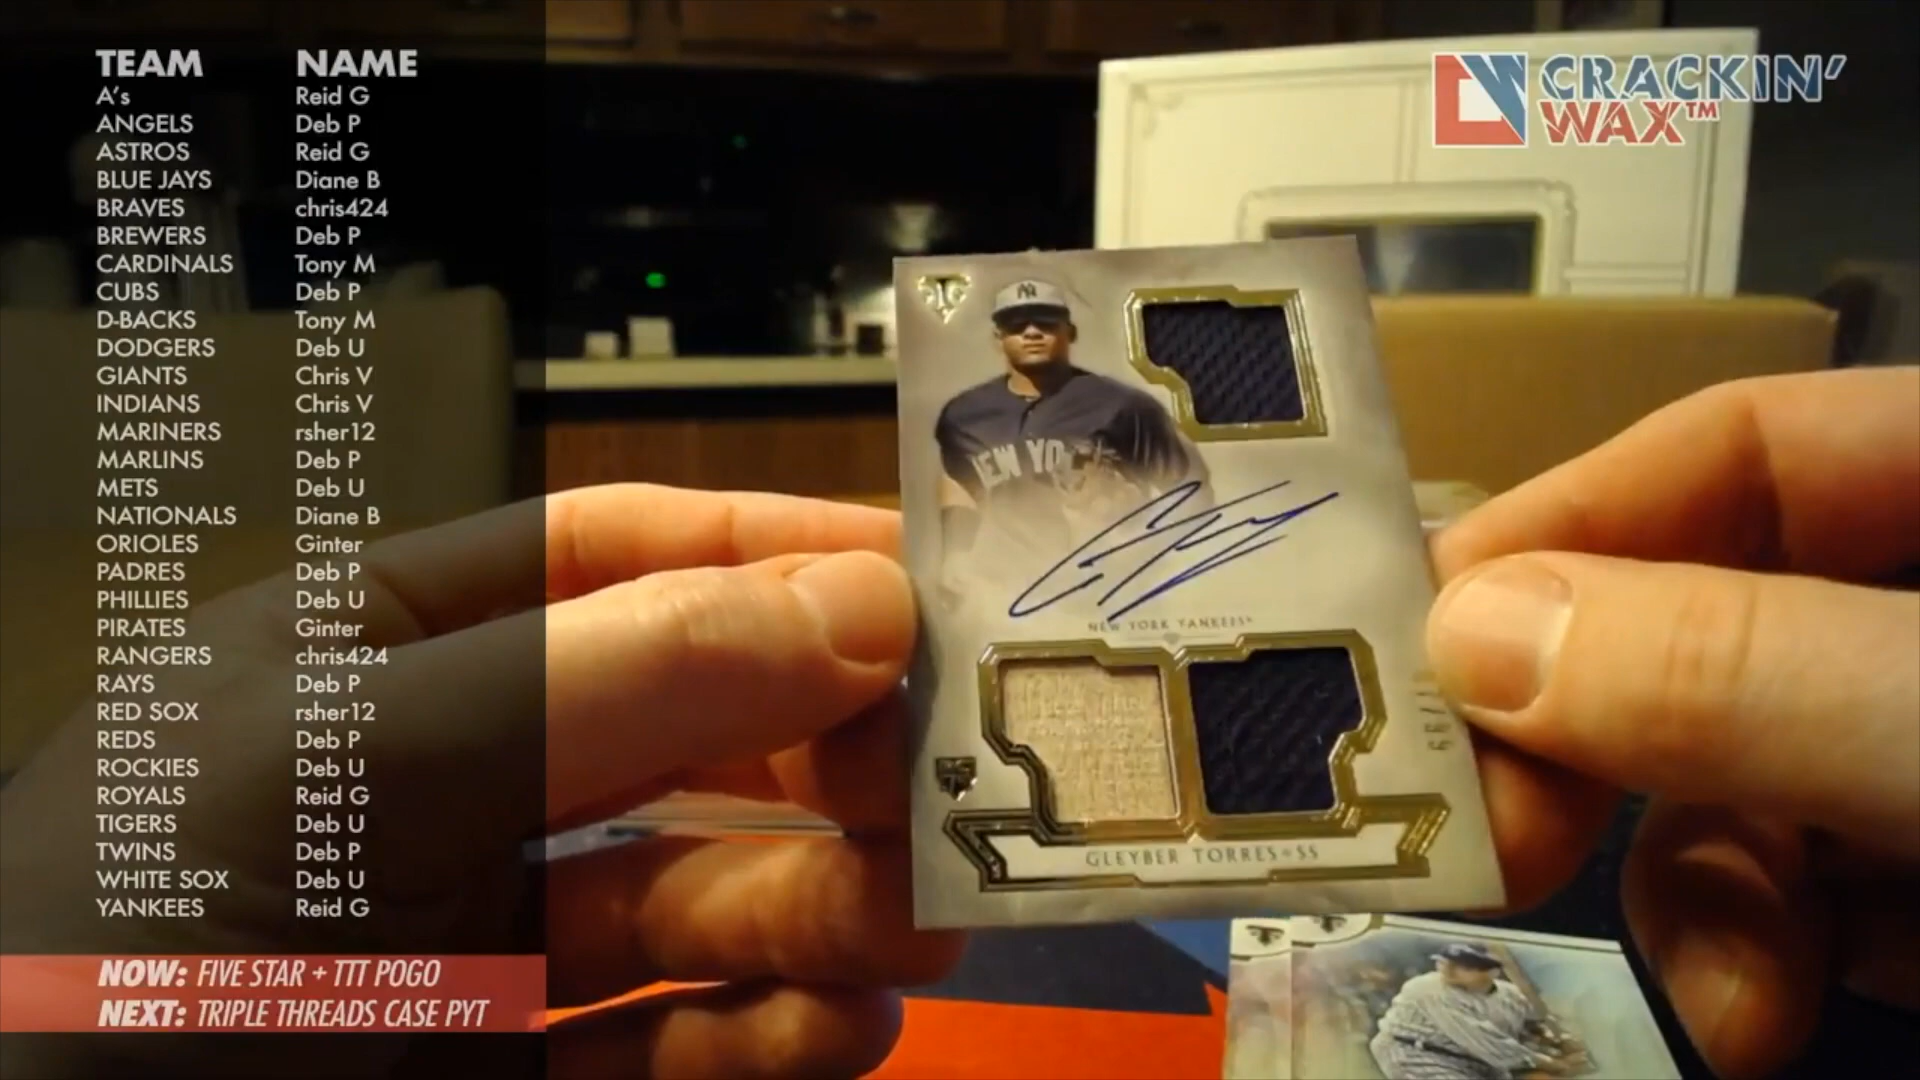 TEAM NAME
A's Reid G
ANGELS Deb P
ASTROS Reid G
BLUE JAYS Diane B
BRAVES chris424
BREWERS Deb P
CARDINALS Tony M
CUBS Deb P
D-BACKS Tony M
DODGERS Deb U
GIANTS Chris V
INDIANS Chris V
MARINERS rsher12
MARLINS Deb P
METS Deb U
NATIONALS Diane B
ORIOLES Ginter
PADRES Deb P
PHILLIES Deb U
PIRATES Ginter
RANGERS chris424
RAYS Deb P
RED SOX rsher12
REDS Deb P
ROCKIES Deb U
ROYALS Reid G
TIGERS Deb U
TWINS Deb P
WHITE SOX Deb U
YANKEES Reid G
NOW: FIVE STAR + TTT POGO
NEXT: TRIPLE THREADS CASE PYT
CRACKIN'
WAX™
NY
NEW YO
NEW YORK YANKEES
GLEYBER TORRES • SS